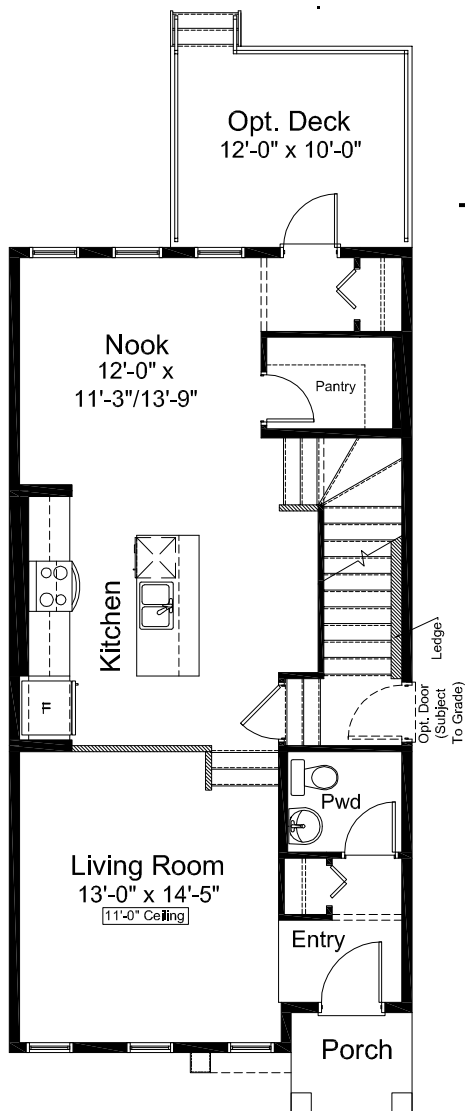 Opt. Deck
12'-0" x 10'-0"
Nook
12'-0" x
11'-3"/13'-9"
Pantry
Kitchen
Ledge
F
Opt. Door
(Subject
To Grade)
Pwd
Living Room
13'-0" x 14'-5"
11'-0" Ceiling
Entry
Porch